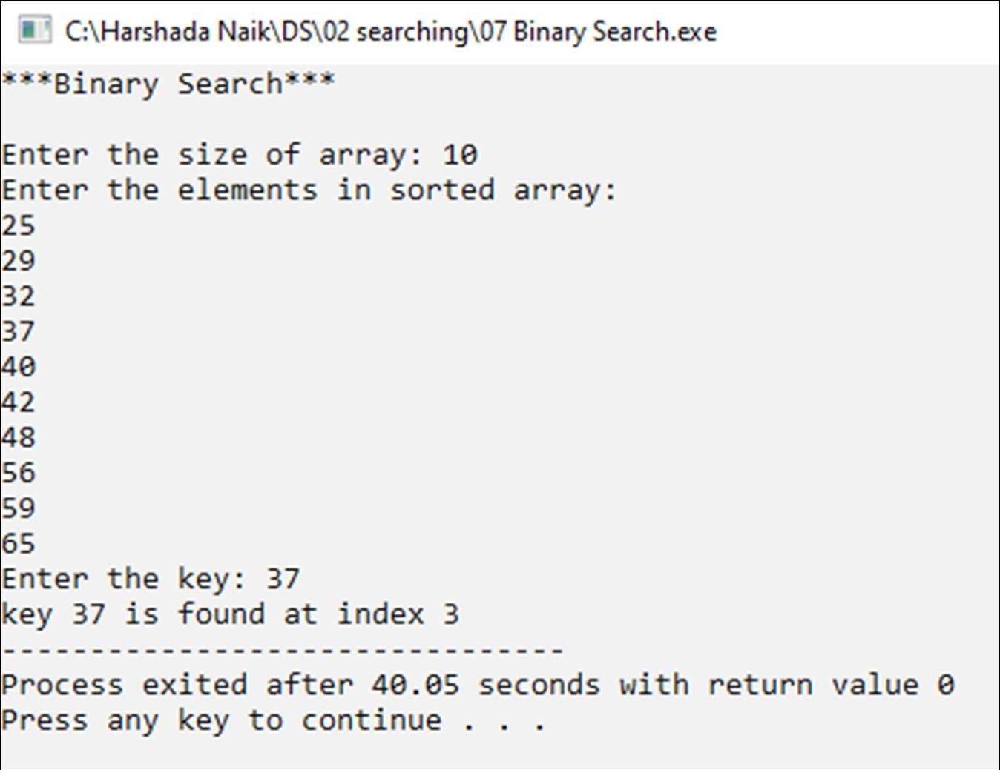 C:\Harshada Naik\DS\02 searching\07 Binary Search.exe
***Binary Search***
Enter the size of array: 10
Enter the elements in sorted array:
25
29
32
37
40
42
48
56
59
65
Enter the key: 37
key 37 is found at index 3
--------------------------------
Process exited after 40.05 seconds with return value 0
Press any key to continue . . .